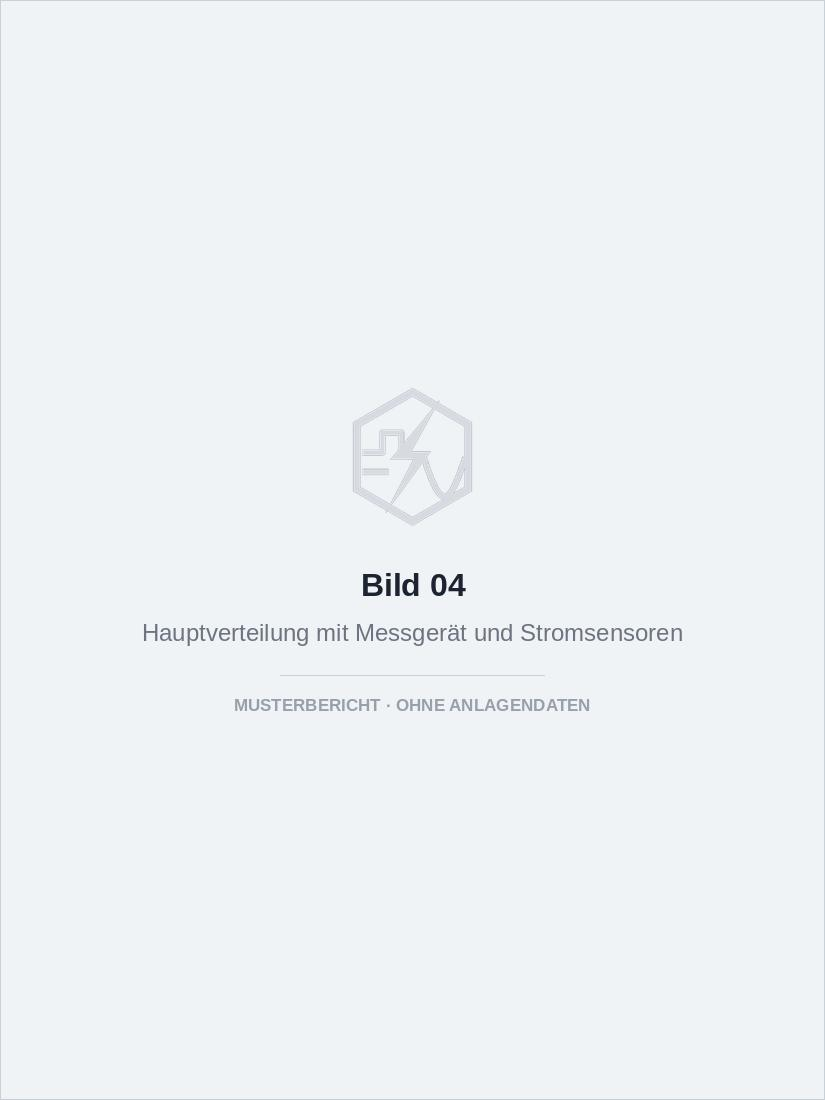 Bild 04
Hauptverteilung mit Messgerät und Stromsensoren
MUSTERBERICHT · OHNE ANLAGENDATEN